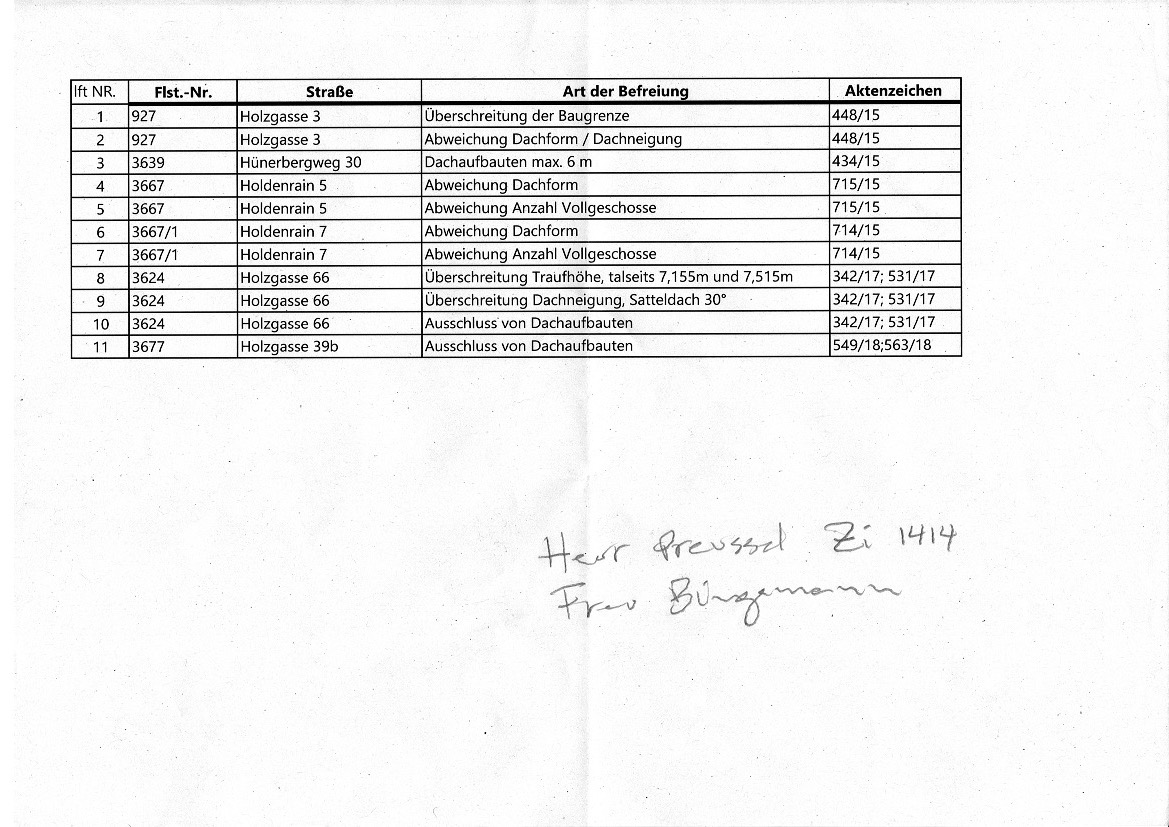 lft NR. Flst.-Nr. Straße Art der Befreiung Aktenzeichen
1 927 Holzgasse 3 Überschreitung der Baugrenze 448/15
2 927 Holzgasse 3 Abweichung Dachform / Dachneigung 448/15
3 3639 Hünerbergweg 30 Dachaufbauten max. 6 m 434/15
4 3667 Holdenrain 5 Abweichung Dachform 715/15
5 3667 Holdenrain 5 Abweichung Anzahl Vollgeschosse 715/15
6 3667/1 Holdenrain 7 Abweichung Dachform 714/15
7 3667/1 Holdenrain 7 Abweichung Anzahl Vollgeschosse 714/15
8 3624 Holzgasse 66 Überschreitung Traufhöhe, talseits 7,155m und 7,515m 342/17; 531/17
9 3624 Holzgasse 66 Überschreitung Dachneigung, Satteldach 30° 342/17; 531/17
10 3624 Holzgasse 66 Ausschluss von Dachaufbauten 342/17; 531/17
11 3677 Holzgasse 39b Ausschluss von Dachaufbauten 549/18;563/18
Herr Zi 1414
Frau